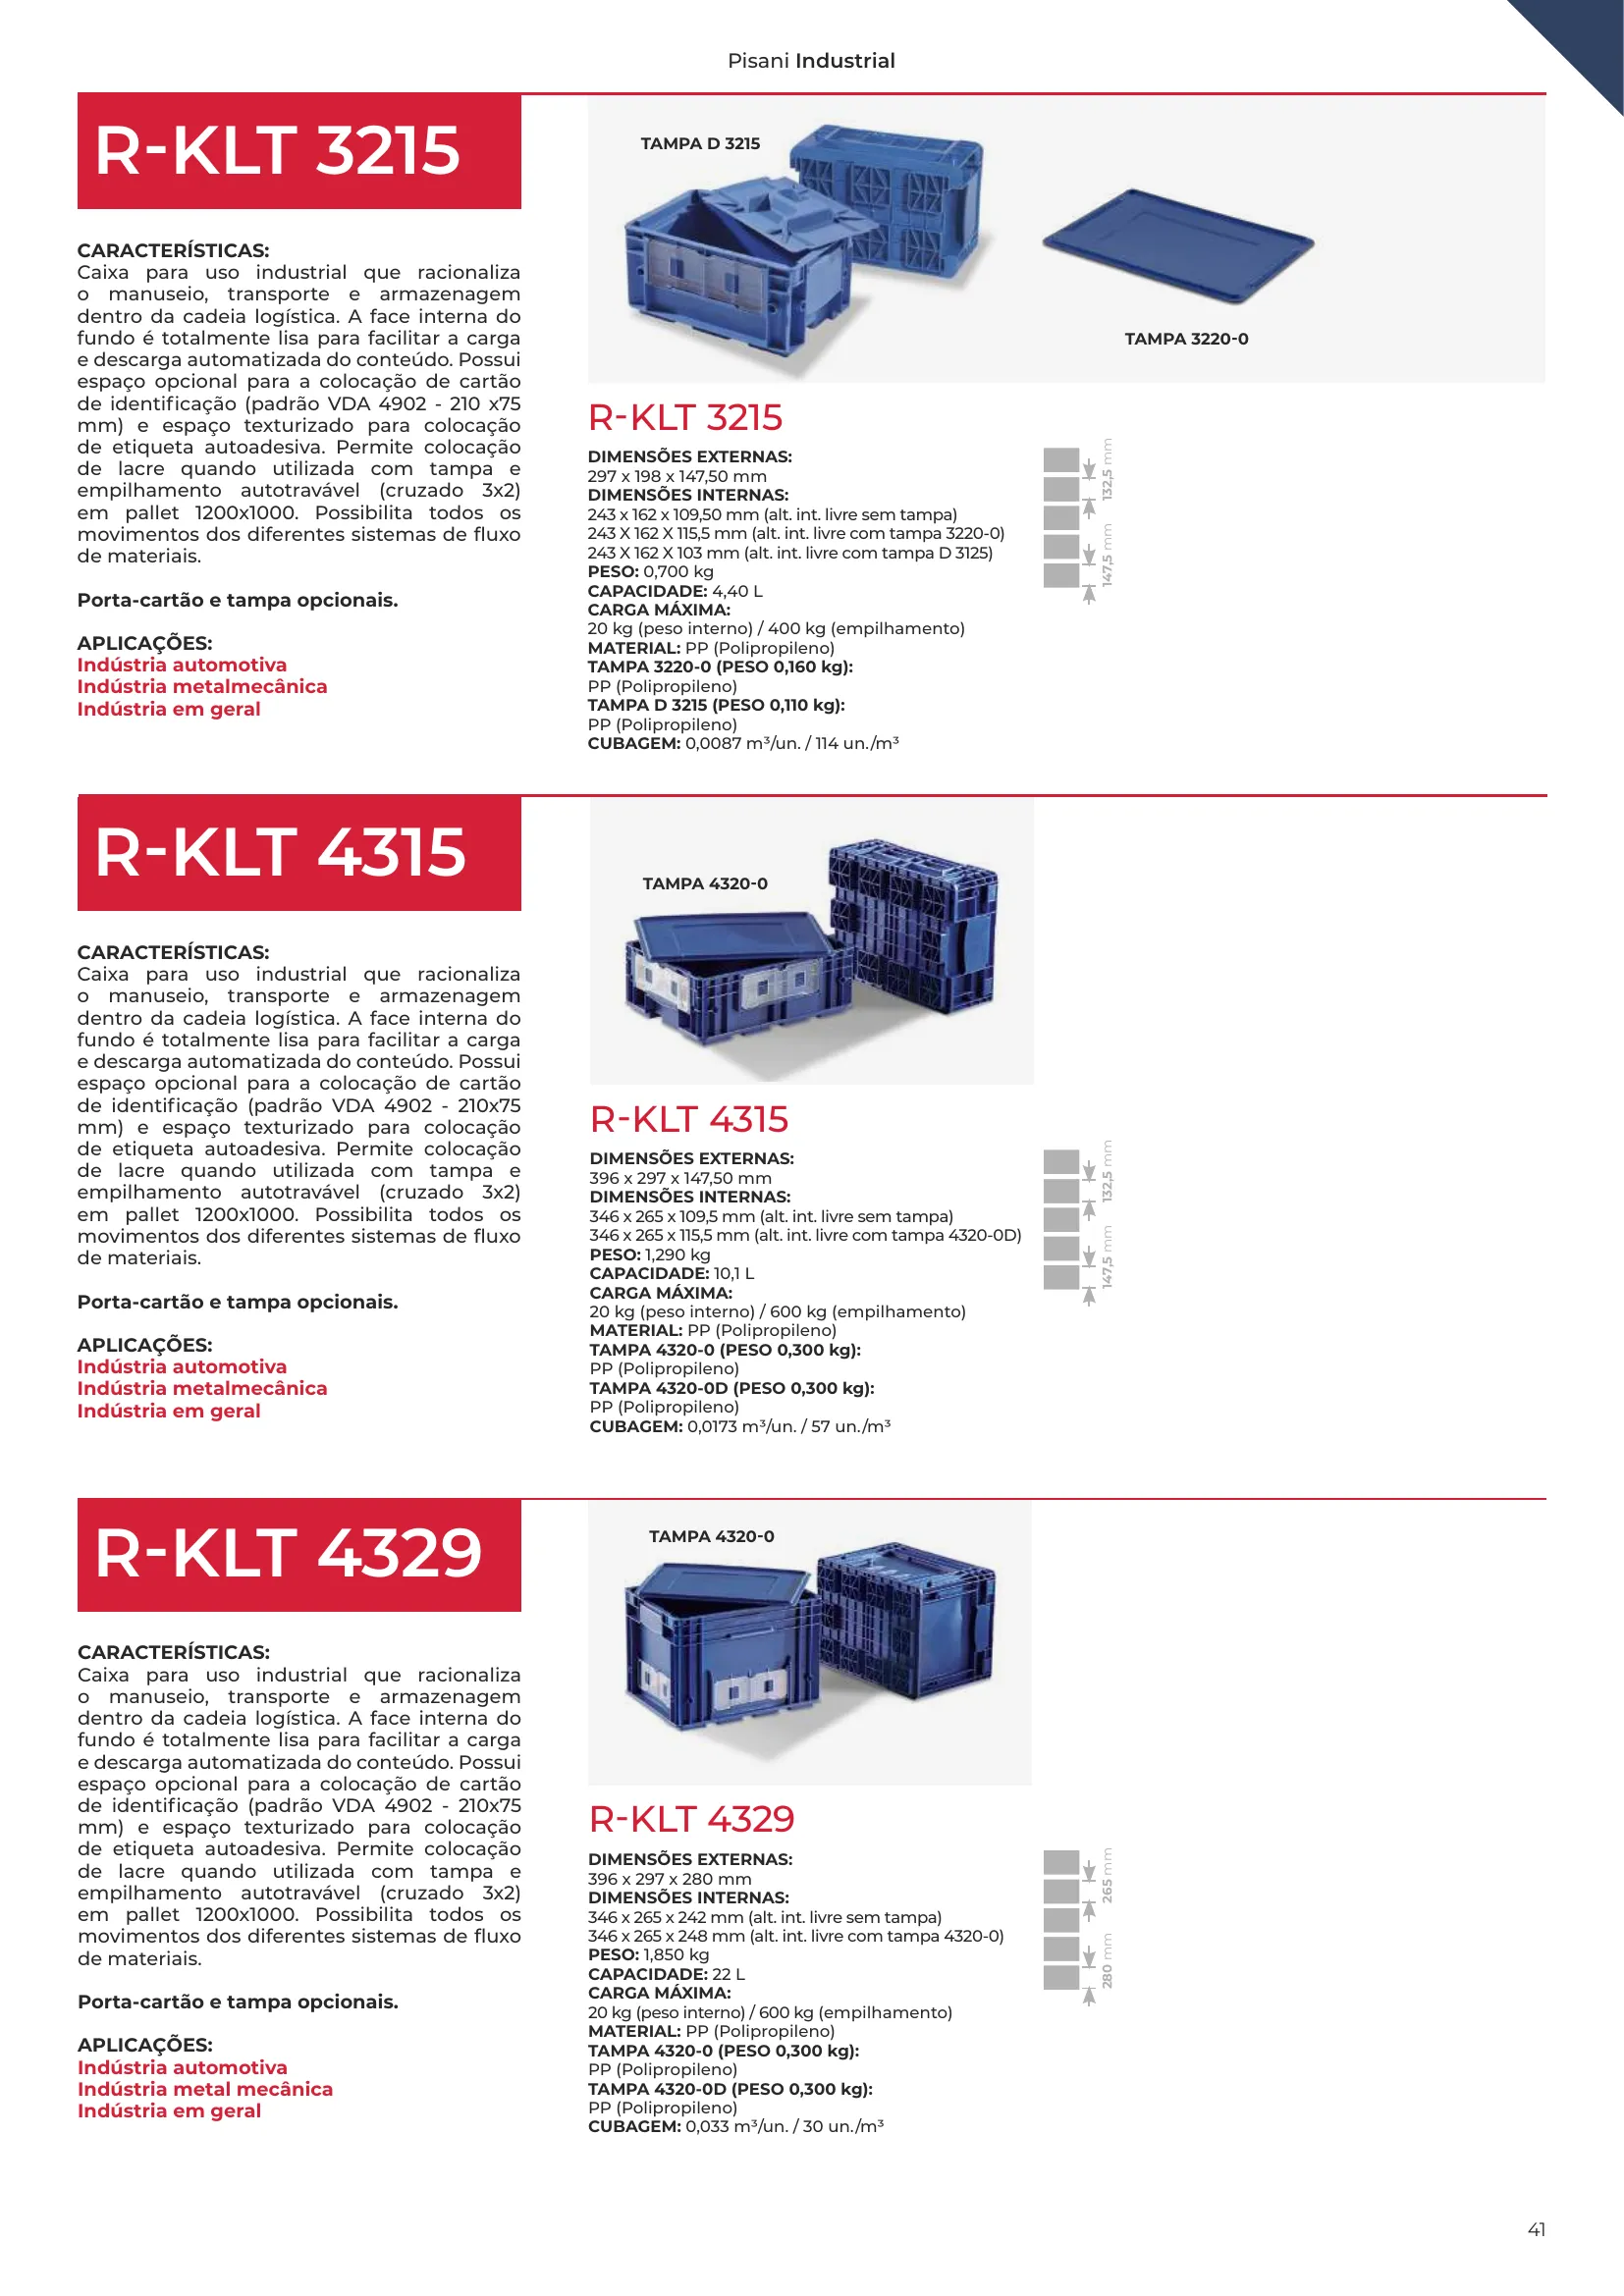 Pisani Industrial
R-KLT 3215
CARACTERÍSTICAS:
Caixa para uso industrial que racionaliza
o manuseio, transporte e armazenagem
dentro da cadeia logística. A face interna do
fundo é totalmente lisa para facilitar a carga
e descarga automatizada do conteúdo. Possui
espaço opcional para a colocação de cartão
de identificação (padrão VDA 4902 - 210 x75
mm) e espaço texturizado para colocação
de etiqueta autoadesiva. Permite colocação
de lacre quando utilizada com tampa e
empilhamento autotravável (cruzado 3x2)
em pallet 1200x1000. Possibilita todos os
movimentos dos diferentes sistemas de fluxo
de materiais.
Porta-cartão e tampa opcionais.
APLICAÇÕES:
Indústria automotiva
Indústria metalmecânica
Indústria em geral
TAMPA D 3215
TAMPA 3220-0
R-KLT 3215
DIMENSÕES EXTERNAS:
297 x 198 x 147,50 mm
DIMENSÕES INTERNAS:
243 x 162 x 109,50 mm (alt. int. livre sem tampa)
243 X 162 X 115,5 mm (alt. int. livre com tampa 3220-0)
243 X 162 X 103 mm (alt. int. livre com tampa D 3125)
PESO: 0,700 kg
CAPACIDADE: 4,40 L
CARGA MÁXIMA:
20 kg (peso interno) / 400 kg (empilhamento)
MATERIAL: PP (Polipropileno)
TAMPA 3220-0 (PESO 0,160 kg):
PP (Polipropileno)
TAMPA D 3215 (PESO 0,110 kg):
PP (Polipropileno)
CUBAGEM: 0,0087 m³/un. / 114 un./m³
132,5 mm
147,5 mm
R-KLT 4315
CARACTERÍSTICAS:
Caixa para uso industrial que racionaliza
o manuseio, transporte e armazenagem
dentro da cadeia logística. A face interna do
fundo é totalmente lisa para facilitar a carga
e descarga automatizada do conteúdo. Possui
espaço opcional para a colocação de cartão
de identificação (padrão VDA 4902 - 210x75
mm) e espaço texturizado para colocação
de etiqueta autoadesiva. Permite colocação
de lacre quando utilizada com tampa e
empilhamento autotravável (cruzado 3x2)
em pallet 1200x1000. Possibilita todos os
movimentos dos diferentes sistemas de fluxo
de materiais.
Porta-cartão e tampa opcionais.
APLICAÇÕES:
Indústria automotiva
Indústria metalmecânica
Indústria em geral
TAMPA 4320-0
R-KLT 4315
DIMENSÕES EXTERNAS:
396 x 297 x 147,50 mm
DIMENSÕES INTERNAS:
346 x 265 x 109,5 mm (alt. int. livre sem tampa)
346 x 265 x 115,5 mm (alt. int. livre com tampa 4320-0D)
PESO: 1,290 kg
CAPACIDADE: 10,1 L
CARGA MÁXIMA:
20 kg (peso interno) / 600 kg (empilhamento)
MATERIAL: PP (Polipropileno)
TAMPA 4320-0 (PESO 0,300 kg):
PP (Polipropileno)
TAMPA 4320-0D (PESO 0,300 kg):
PP (Polipropileno)
CUBAGEM: 0,0173 m³/un. / 57 un./m³
132,5 mm
147,5 mm
R-KLT 4329
CARACTERÍSTICAS:
Caixa para uso industrial que racionaliza
o manuseio, transporte e armazenagem
dentro da cadeia logística. A face interna do
fundo é totalmente lisa para facilitar a carga
e descarga automatizada do conteúdo. Possui
espaço opcional para a colocação de cartão
de identificação (padrão VDA 4902 - 210x75
mm) e espaço texturizado para colocação
de etiqueta autoadesiva. Permite colocação
de lacre quando utilizada com tampa e
empilhamento autotravável (cruzado 3x2)
em pallet 1200x1000. Possibilita todos os
movimentos dos diferentes sistemas de fluxo
de materiais.
Porta-cartão e tampa opcionais.
APLICAÇÕES:
Indústria automotiva
Indústria metal mecânica
Indústria em geral
TAMPA 4320-0
R-KLT 4329
DIMENSÕES EXTERNAS:
396 x 297 x 280 mm
DIMENSÕES INTERNAS:
346 x 265 x 242 mm (alt. int. livre sem tampa)
346 x 265 x 248 mm (alt. int. livre com tampa 4320-0)
PESO: 1,850 kg
CAPACIDADE: 22 L
CARGA MÁXIMA:
20 kg (peso interno) / 600 kg (empilhamento)
MATERIAL: PP (Polipropileno)
TAMPA 4320-0 (PESO 0,300 kg):
PP (Polipropileno)
TAMPA 4320-0D (PESO 0,300 kg):
PP (Polipropileno)
CUBAGEM: 0,033 m³/un. / 30 un./m³
265 mm
280 mm
41